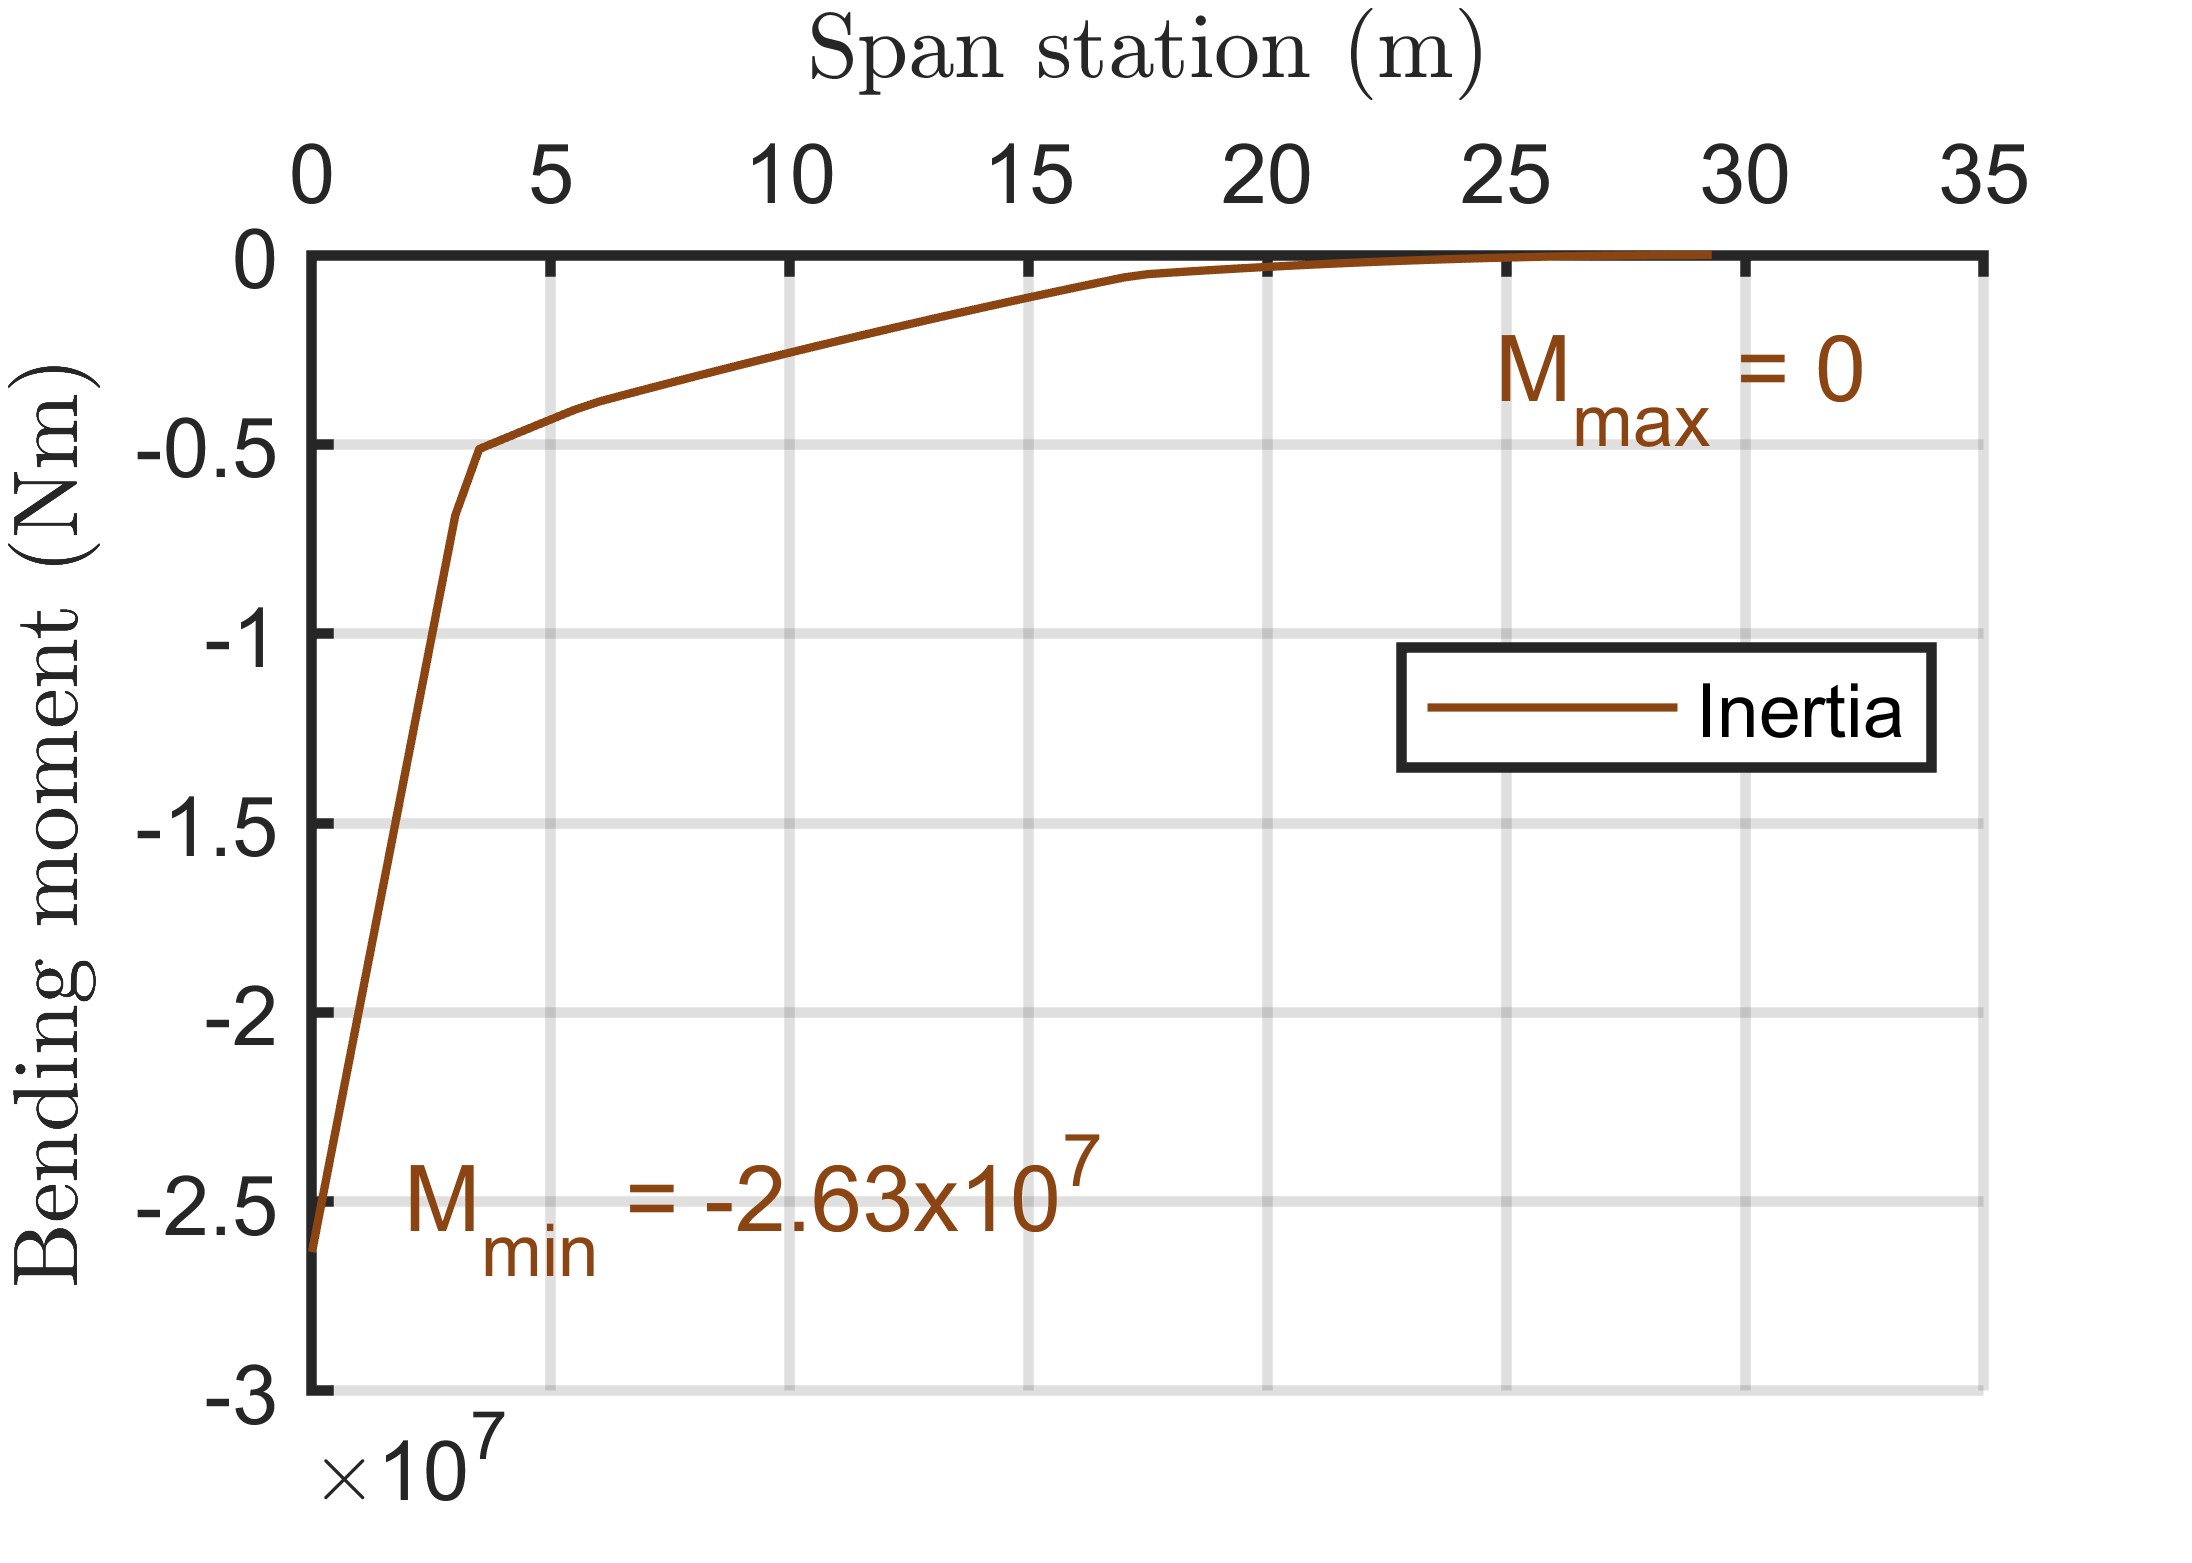 Span station (m)
0 5 10 15 20 25 30 35
Bending moment (Nm)
0
-0.5
-1
-1.5
-2
-2.5
-3
×10^7
M_max = 0
Inertia
M_min = -2.63x10^7